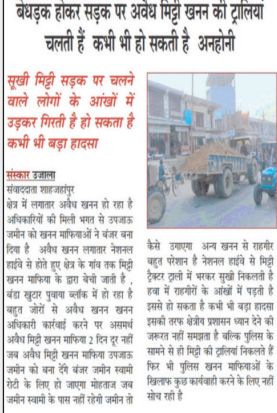 बेधड़क होकर सड़क पर अवैध मिट्टी खनन की ट्रालियां
चलती हैं कभी भी हो सकती है अनहोनी
सूखी मिट्टी सड़क पर चलने
वाले लोगों के आंखों में
उड़कर गिरती है हो सकता है
कभी भी बड़ा हादसा
संस्कार उजाला
संवाददाता शाहजहांपुर
क्षेत्र में लगातार अवैध खनन हो रहा है
अधिकारियों की मिली भगत से उपजाऊ
जमीन को खनन माफियाओं ने बंजर बना
दिया है अवैध खनन लगातार नेशनल
हाईवे से होते हुए क्षेत्र के गांव तक मिट्टी
खनन माफिया के द्वारा बेची जाती है ,
बंडा खुटार पुवाया ब्लॉक में हो रहा है
बहुत जोरों से अवैध खनन खनन
अधिकारी कार्रवाई करने पर असमर्थ
अवैध मिट्टी खनन माफिया 2 दिन दूर नहीं
जब अवैध मिट्टी खनन माफिया उपजाऊ
जमीन को बना देंगे बंजर जमीन स्वामी
रोटी के लिए हो जाएगा मोहताज जब
जमीन स्वामी के पास नहीं रहेगी जमीन तो
कैसे उगाएगा अन्य खनन से राहगीर
बहुत परेशान है नेशनल हाईवे से मिट्टी
ट्रैक्टर ट्राली में भरकर सुखी निकलती है
हवा में राहगीरों के आंखों में पड़ती है
इससे हो सकता है कभी भी बड़ा हादसा
इसकी तरफ क्षेत्रीय प्रशासन ध्यान देने की
जरूरत नहीं समझता है बल्कि पुलिस के
सामने से ही मिट्टी की ट्रालियां निकलते हैं
फिर भी पुलिस खनन माफियाओं के
खिलाफ कुछ कार्यवाही करने के लिए नहीं
सोच रही है